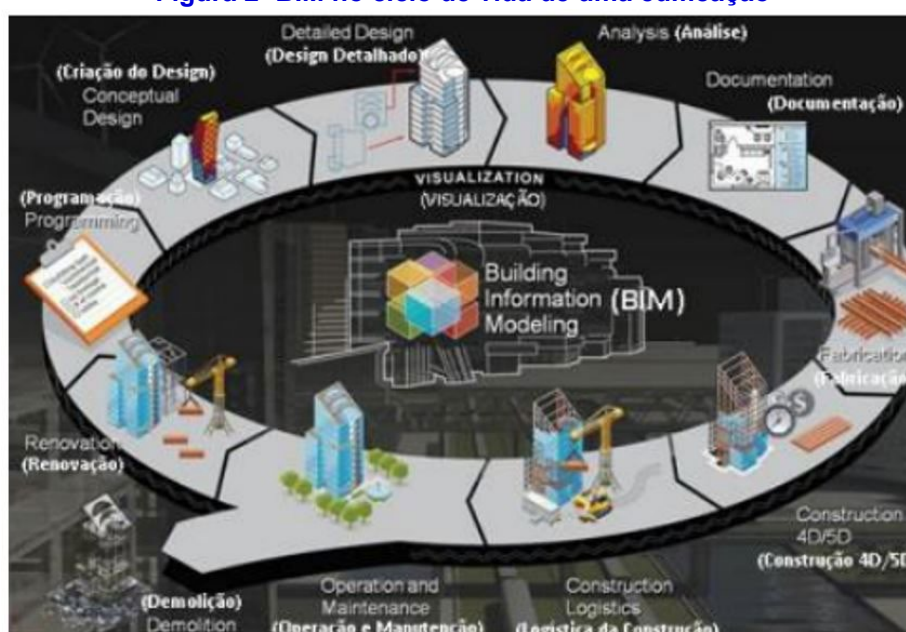 Figura 2- BIM no ciclo de vida de uma edificação
Detailed Design
(Design Detalhado)
Analysis (Análise)
(Criação do Design)
Conceptual
Design
Documentation
(Documentação)
VISUALIZATION
(VISUALIZAÇÃO)
(Programação)
Programming
Building
Information
Modeling
(BIM)
Fabrication
(Fabricação)
Renovation
(Renovação)
Construction
4D/5D
(Construção 4D/5D)
(Demolição)
Demolition
Operation and
Maintenance
(Operação e Manutenção)
Construction
Logistics
(Logística da Construção)